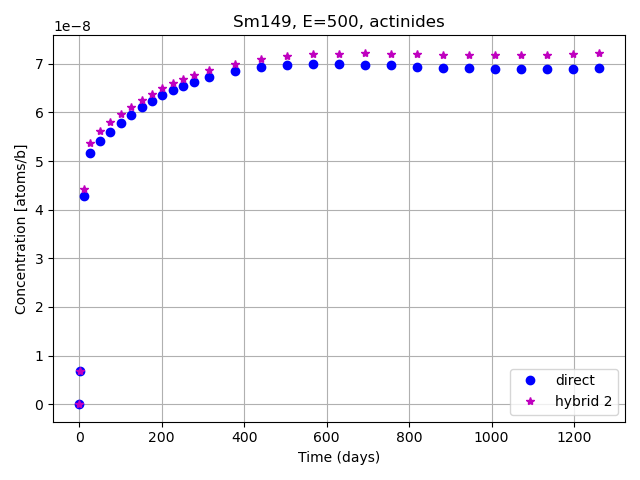 Sm149, E=500, actinides
1e−8
Concentration [atoms/b]
7
6
5
4
3
2
1
0
0 200 400 600 800 1000 1200
Time (days)
direct
hybrid 2